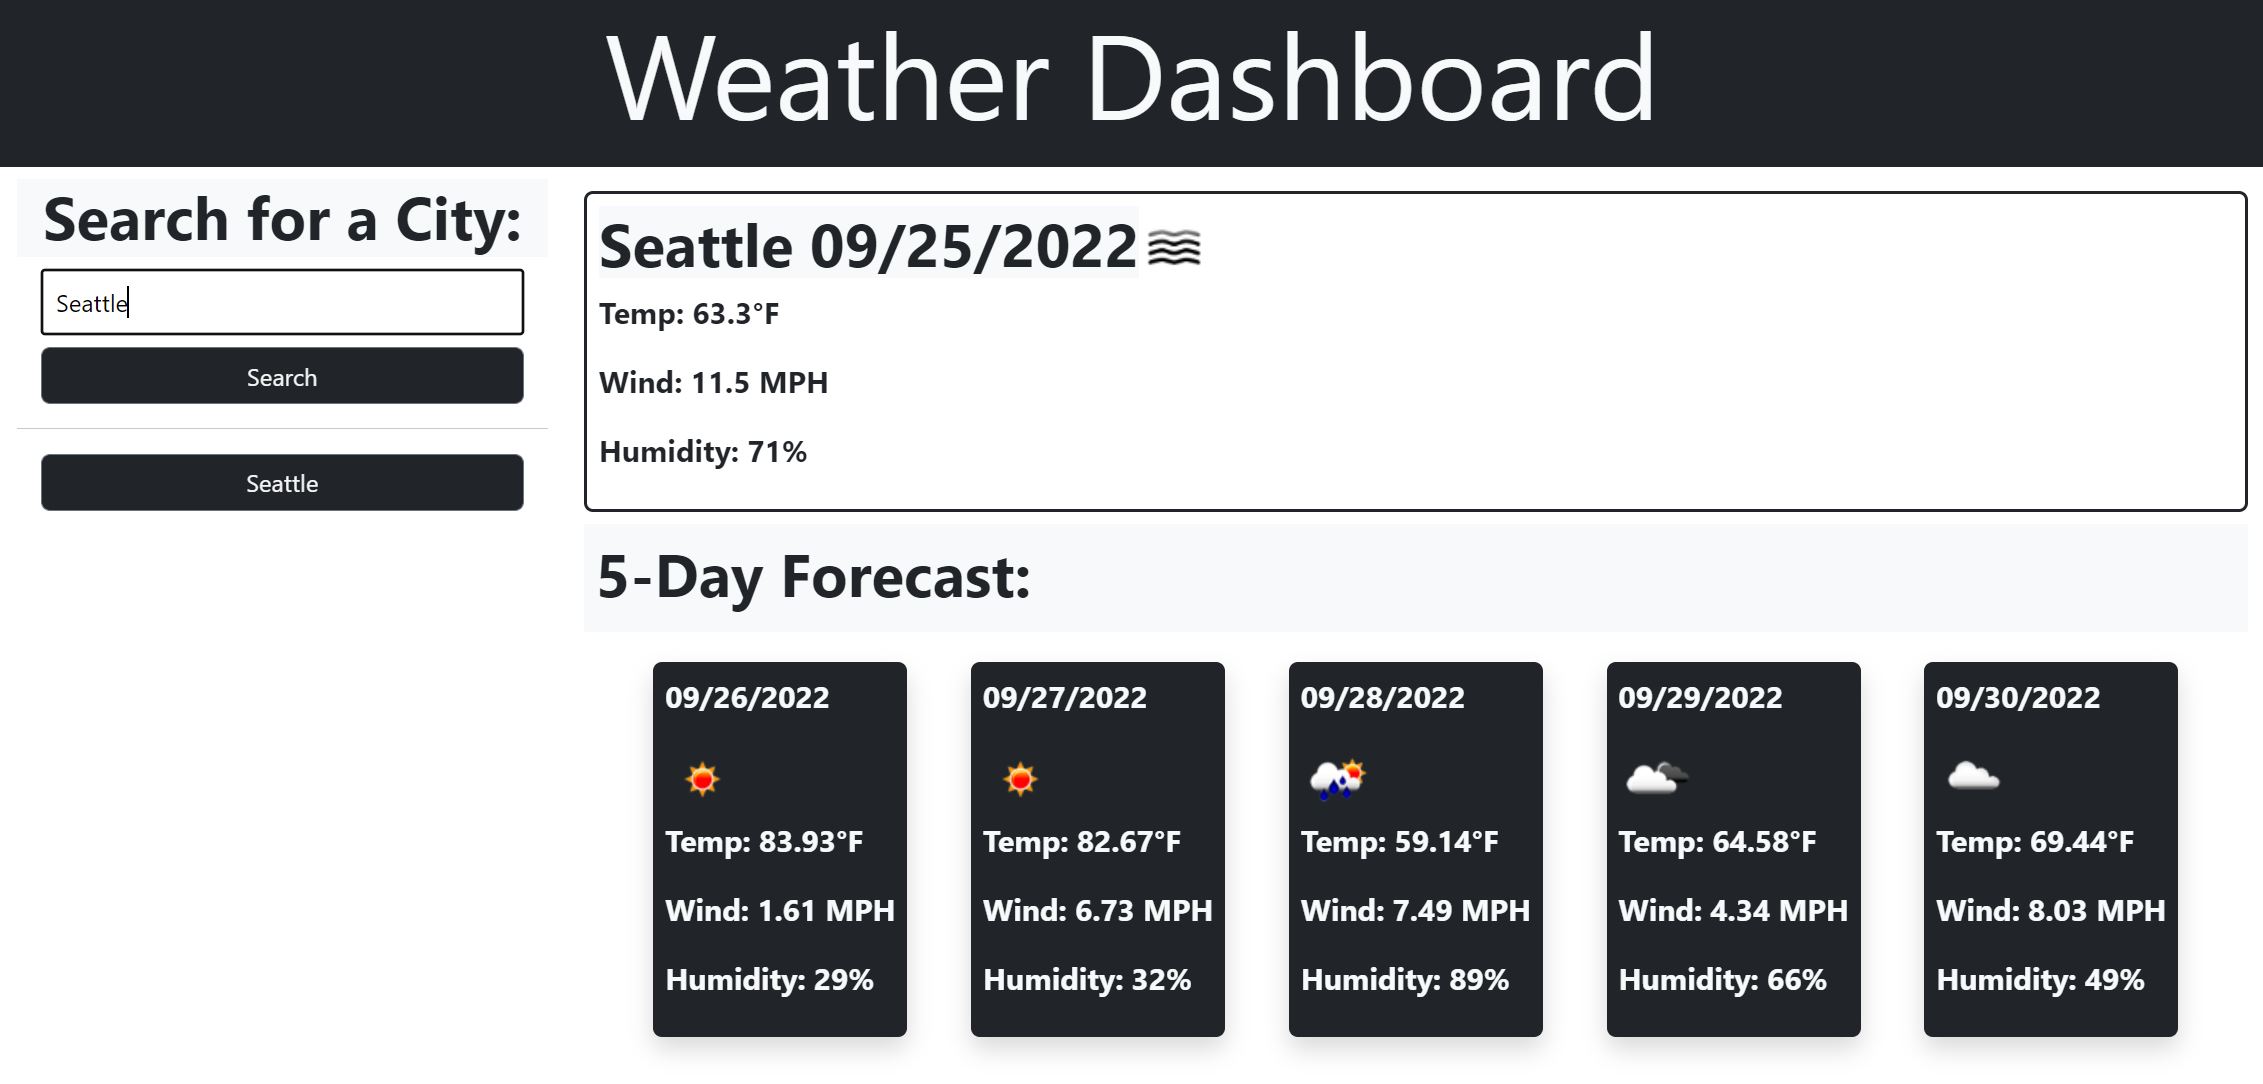 Weather Dashboard
Search for a City:
Seattle
Search
Seattle
Seattle 09/25/2022
Temp: 63.3°F
Wind: 11.5 MPH
Humidity: 71%
5-Day Forecast:
09/26/2022
Temp: 83.93°F
Wind: 1.61 MPH
Humidity: 29%
09/27/2022
Temp: 82.67°F
Wind: 6.73 MPH
Humidity: 32%
09/28/2022
Temp: 59.14°F
Wind: 7.49 MPH
Humidity: 89%
09/29/2022
Temp: 64.58°F
Wind: 4.34 MPH
Humidity: 66%
09/30/2022
Temp: 69.44°F
Wind: 8.03 MPH
Humidity: 49%